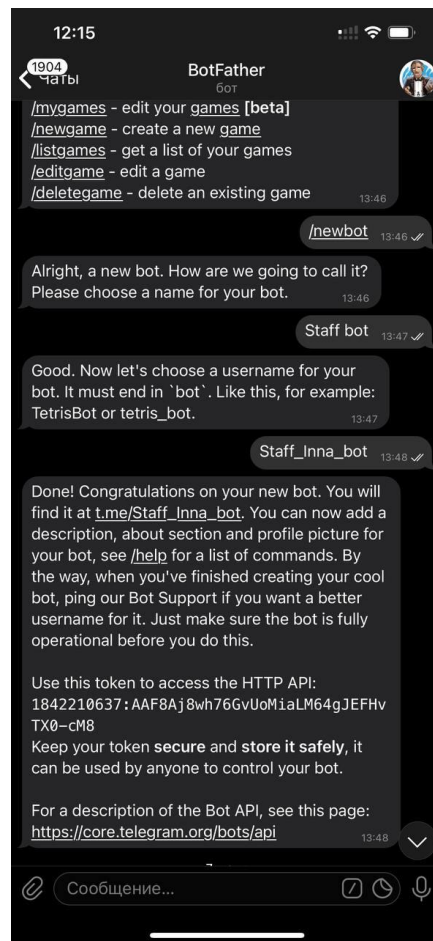 12:15
1904
Чаты
BotFather
бот
/mygames - edit your games [beta]
/newgame - create a new game
/listgames - get a list of your games
/editgame - edit a game
/deletegame - delete an existing game
13:46
/newbot 13:46
Alright, a new bot. How are we going to call it?
Please choose a name for your bot.
13:46
Staff bot 13:47
Good. Now let's choose a username for your
bot. It must end in `bot`. Like this, for example:
TetrisBot or tetris_bot.
13:47
Staff_Inna_bot 13:48
Done! Congratulations on your new bot. You will
find it at t.me/Staff_Inna_bot. You can now add a
description, about section and profile picture for
your bot, see /help for a list of commands. By
the way, when you've finished creating your cool
bot, ping our Bot Support if you want a better
username for it. Just make sure the bot is fully
operational before you do this.
Use this token to access the HTTP API:
1842210637:AAF8Aj8wh76GvUoMiaLM64gJEFHv
TX0-cM8
Keep your token secure and store it safely, it
can be used by anyone to control your bot.
For a description of the Bot API, see this page:
https://core.telegram.org/bots/api
13:48
Сообщение...